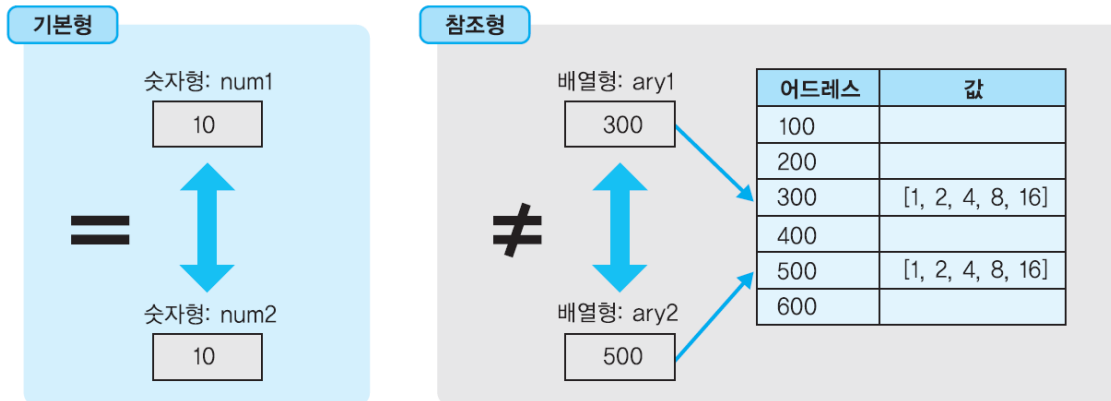 기본형
숫자형: num1
10
=
숫자형: num2
10
참조형
배열형: ary1
300
≠
배열형: ary2
500
어드레스 값
100
200
300 [1, 2, 4, 8, 16]
400
500 [1, 2, 4, 8, 16]
600